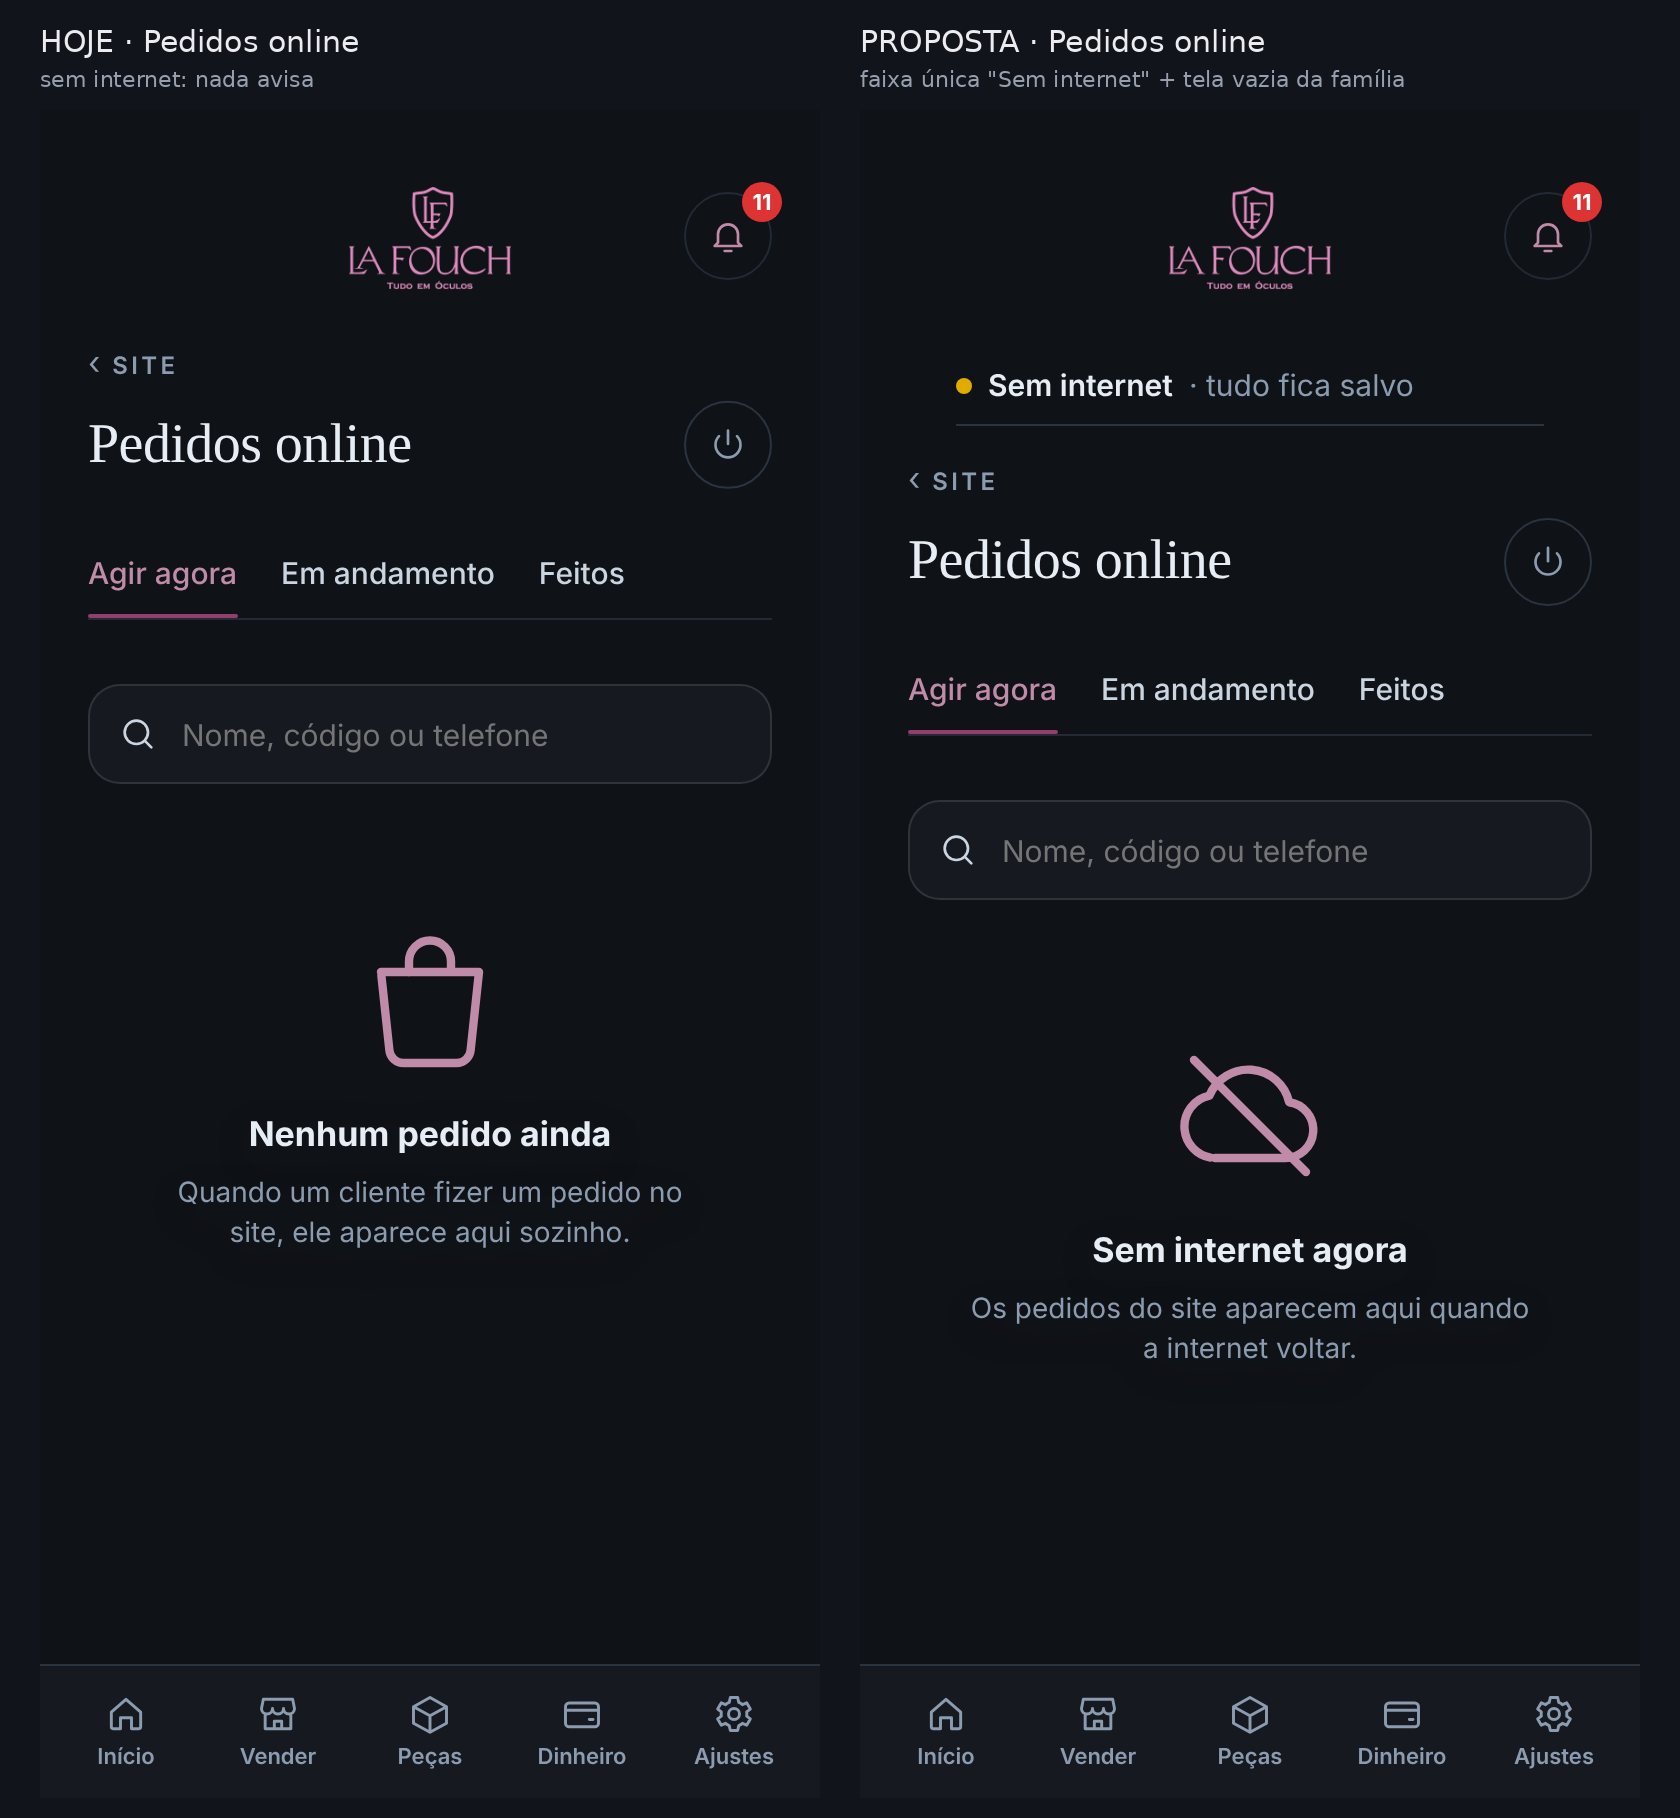 HOJE · Pedidos online
sem internet: nada avisa
LF
LA FOUCH
TUDO EM ÓCULOS
11
‹ SITE
Pedidos online
Agir agora
Em andamento
Feitos
Nome, código ou telefone
Nenhum pedido ainda
Quando um cliente fizer um pedido no
site, ele aparece aqui sozinho.
Início
Vender
Peças
Dinheiro
Ajustes
PROPOSTA · Pedidos online
faixa única "Sem internet" + tela vazia da família
LF
LA FOUCH
TUDO EM ÓCULOS
11
Sem internet · tudo fica salvo
‹ SITE
Pedidos online
Agir agora
Em andamento
Feitos
Nome, código ou telefone
Sem internet agora
Os pedidos do site aparecem aqui quando
a internet voltar.
Início
Vender
Peças
Dinheiro
Ajustes